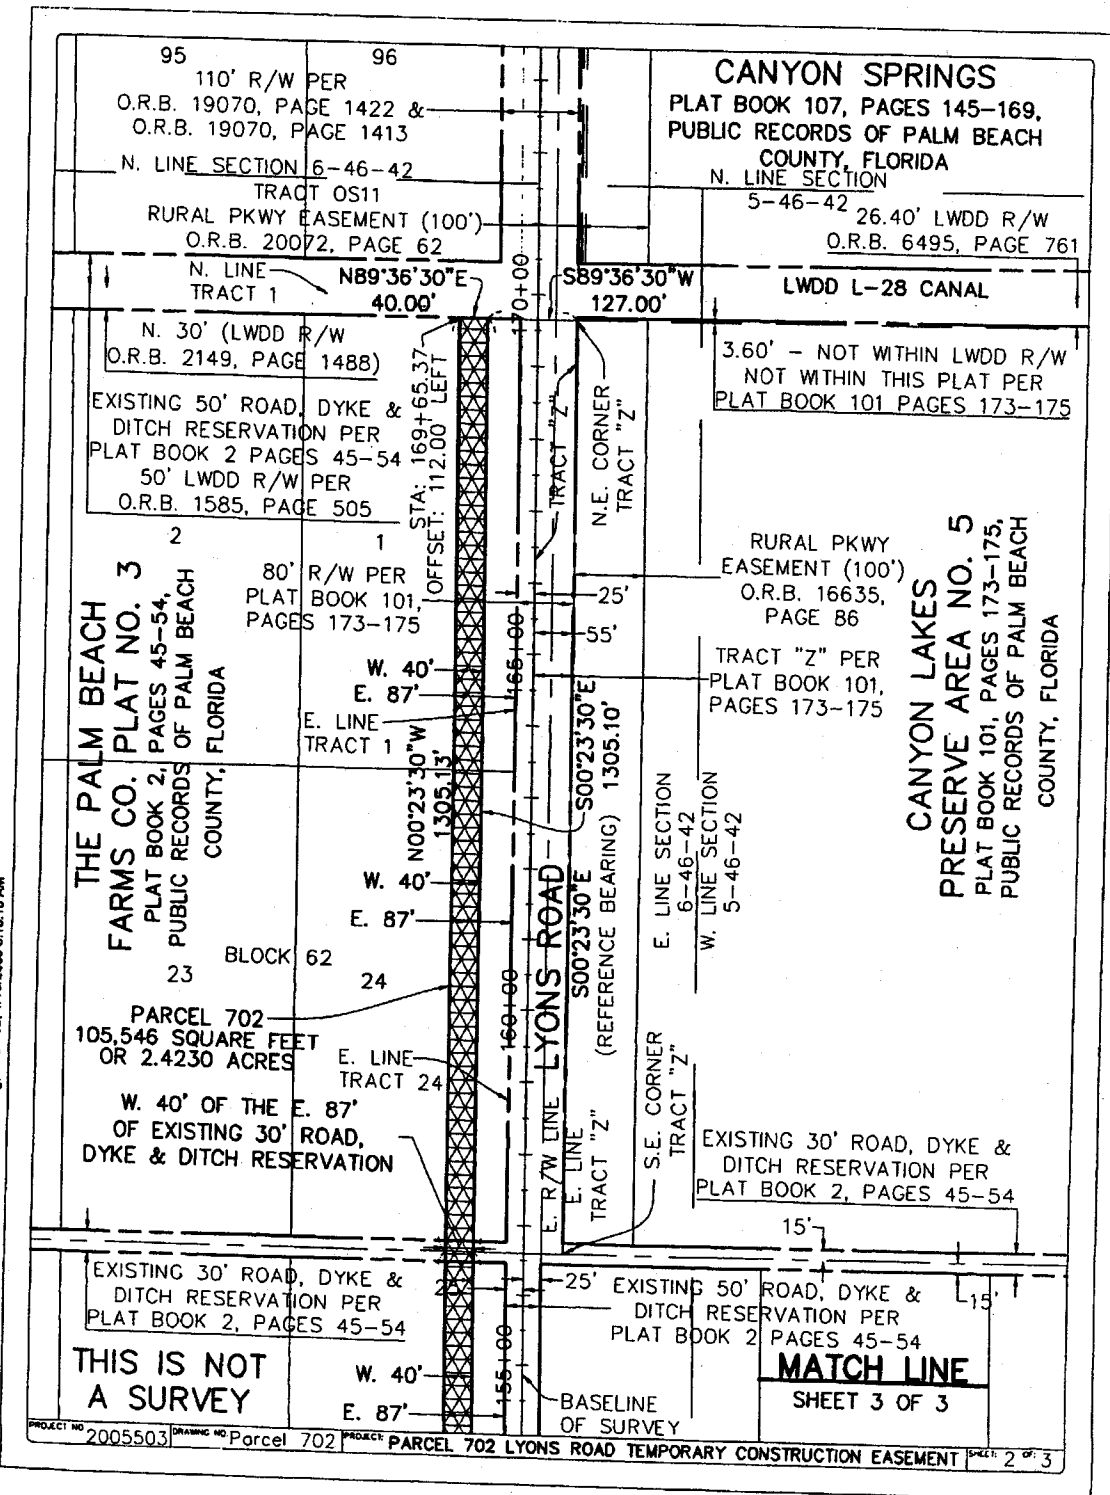 95
96
110' R/W PER
O.R.B. 19070, PAGE 1422 &
O.R.B. 19070, PAGE 1413
N. LINE SECTION 6-46-42
TRACT OS11
RURAL PKWY EASEMENT (100')
O.R.B. 20072, PAGE 62
CANYON SPRINGS
PLAT BOOK 107, PAGES 145-169,
PUBLIC RECORDS OF PALM BEACH
COUNTY, FLORIDA
N. LINE SECTION
5-46-42
26.40' LWDD R/W
O.R.B. 6495, PAGE 761
N. LINE
TRACT 1
N89°36'30"E
40.00'
170+00
S89°36'30"W
127.00'
LWDD L-28 CANAL
N. 30' (LWDD R/W
O.R.B. 2149, PAGE 1488)
3.60' - NOT WITHIN LWDD R/W
NOT WITHIN THIS PLAT PER
PLAT BOOK 101 PAGES 173-175
EXISTING 50' ROAD, DYKE &
DITCH RESERVATION PER
PLAT BOOK 2 PAGES 45-54
50' LWDD R/W PER
O.R.B. 1585, PAGE 505
STA: 169+65.37
OFFSET: 112.00' LEFT
TRACT "Z"
N.E. CORNER
TRACT "Z"
2
1
80' R/W PER
PLAT BOOK 101,
PAGES 173-175
25'
55'
RURAL PKWY
EASEMENT (100')
O.R.B. 16635,
PAGE 86
TRACT "Z" PER
PLAT BOOK 101,
PAGES 173-175
THE PALM BEACH
FARMS CO. PLAT NO. 3
PLAT BOOK 2, PAGES 45-54,
PUBLIC RECORDS OF PALM BEACH
COUNTY, FLORIDA
CANYON LAKES
PRESERVE AREA NO. 5
PLAT BOOK 101, PAGES 173-175,
PUBLIC RECORDS OF PALM BEACH
COUNTY, FLORIDA
165+00
W. 40'
E. 87'
E. LINE
TRACT 1
N00°23'30"W
1305.13'
S00°23'30"E
1305.10'
S00°23'30"E
(REFERENCE BEARING)
E. LINE SECTION
6-46-42
W. LINE SECTION
5-46-42
W. 40'
E. 87'
LYONS ROAD
BLOCK 62
23
24
160+00
PARCEL 702
105,546 SQUARE FEET
OR 2.4230 ACRES
E. LINE
TRACT 24
W. 40' OF THE E. 87'
OF EXISTING 30' ROAD,
DYKE & DITCH RESERVATION
E. R/W LINE
E. LINE
TRACT "Z"
S.E. CORNER
TRACT "Z"
EXISTING 30' ROAD, DYKE &
DITCH RESERVATION PER
PLAT BOOK 2, PAGES 45-54
15'
15'
EXISTING 30' ROAD, DYKE &
DITCH RESERVATION PER
PLAT BOOK 2, PAGES 45-54
25'
25'
EXISTING 50' ROAD, DYKE &
DITCH RESERVATION PER
PLAT BOOK 2 PAGES 45-54
THIS IS NOT
A SURVEY
W. 40'
E. 87'
155+00
BASELINE
OF SURVEY
MATCH LINE
SHEET 3 OF 3
PROJECT NO. 2005503 DRAWING NO. Parcel 702 PROJECT: PARCEL 702 LYONS ROAD TEMPORARY CONSTRUCTION EASEMENT SHEET: 2 OF: 3